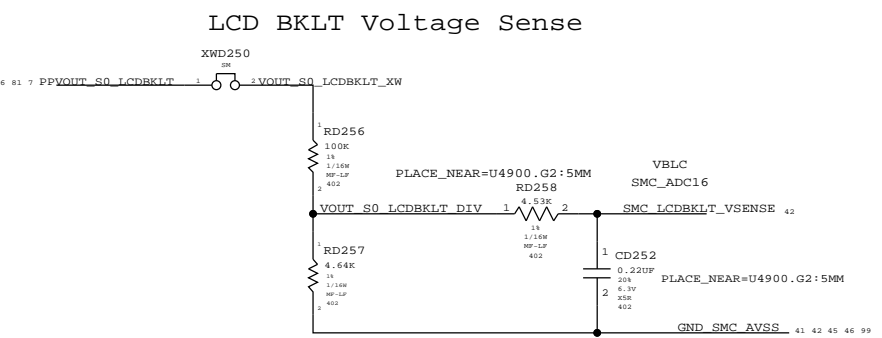 LCD BKLT Voltage Sense
XWD250
SM
6 81 7 PPVOUT_S0_LCDBKLT 1 2 VOUT_S0_LCDBKLT_XW
1
RD256
100K
1%
1/16W
MF-LF
402
2
PLACE_NEAR=U4900.G2:5MM
RD258
4.53K
VBLC
SMC_ADC16
VOUT_S0_LCDBKLT_DIV 1 2 SMC_LCDBKLT_VSENSE 42
1%
1/16W
MF-LF
402
1
RD257
4.64K
1%
1/16W
MF-LF
402
2
1 CD252
0.22UF
20%
2 6.3V
X5R
402
PLACE_NEAR=U4900.G2:5MM
GND_SMC_AVSS 41 42 45 46 99